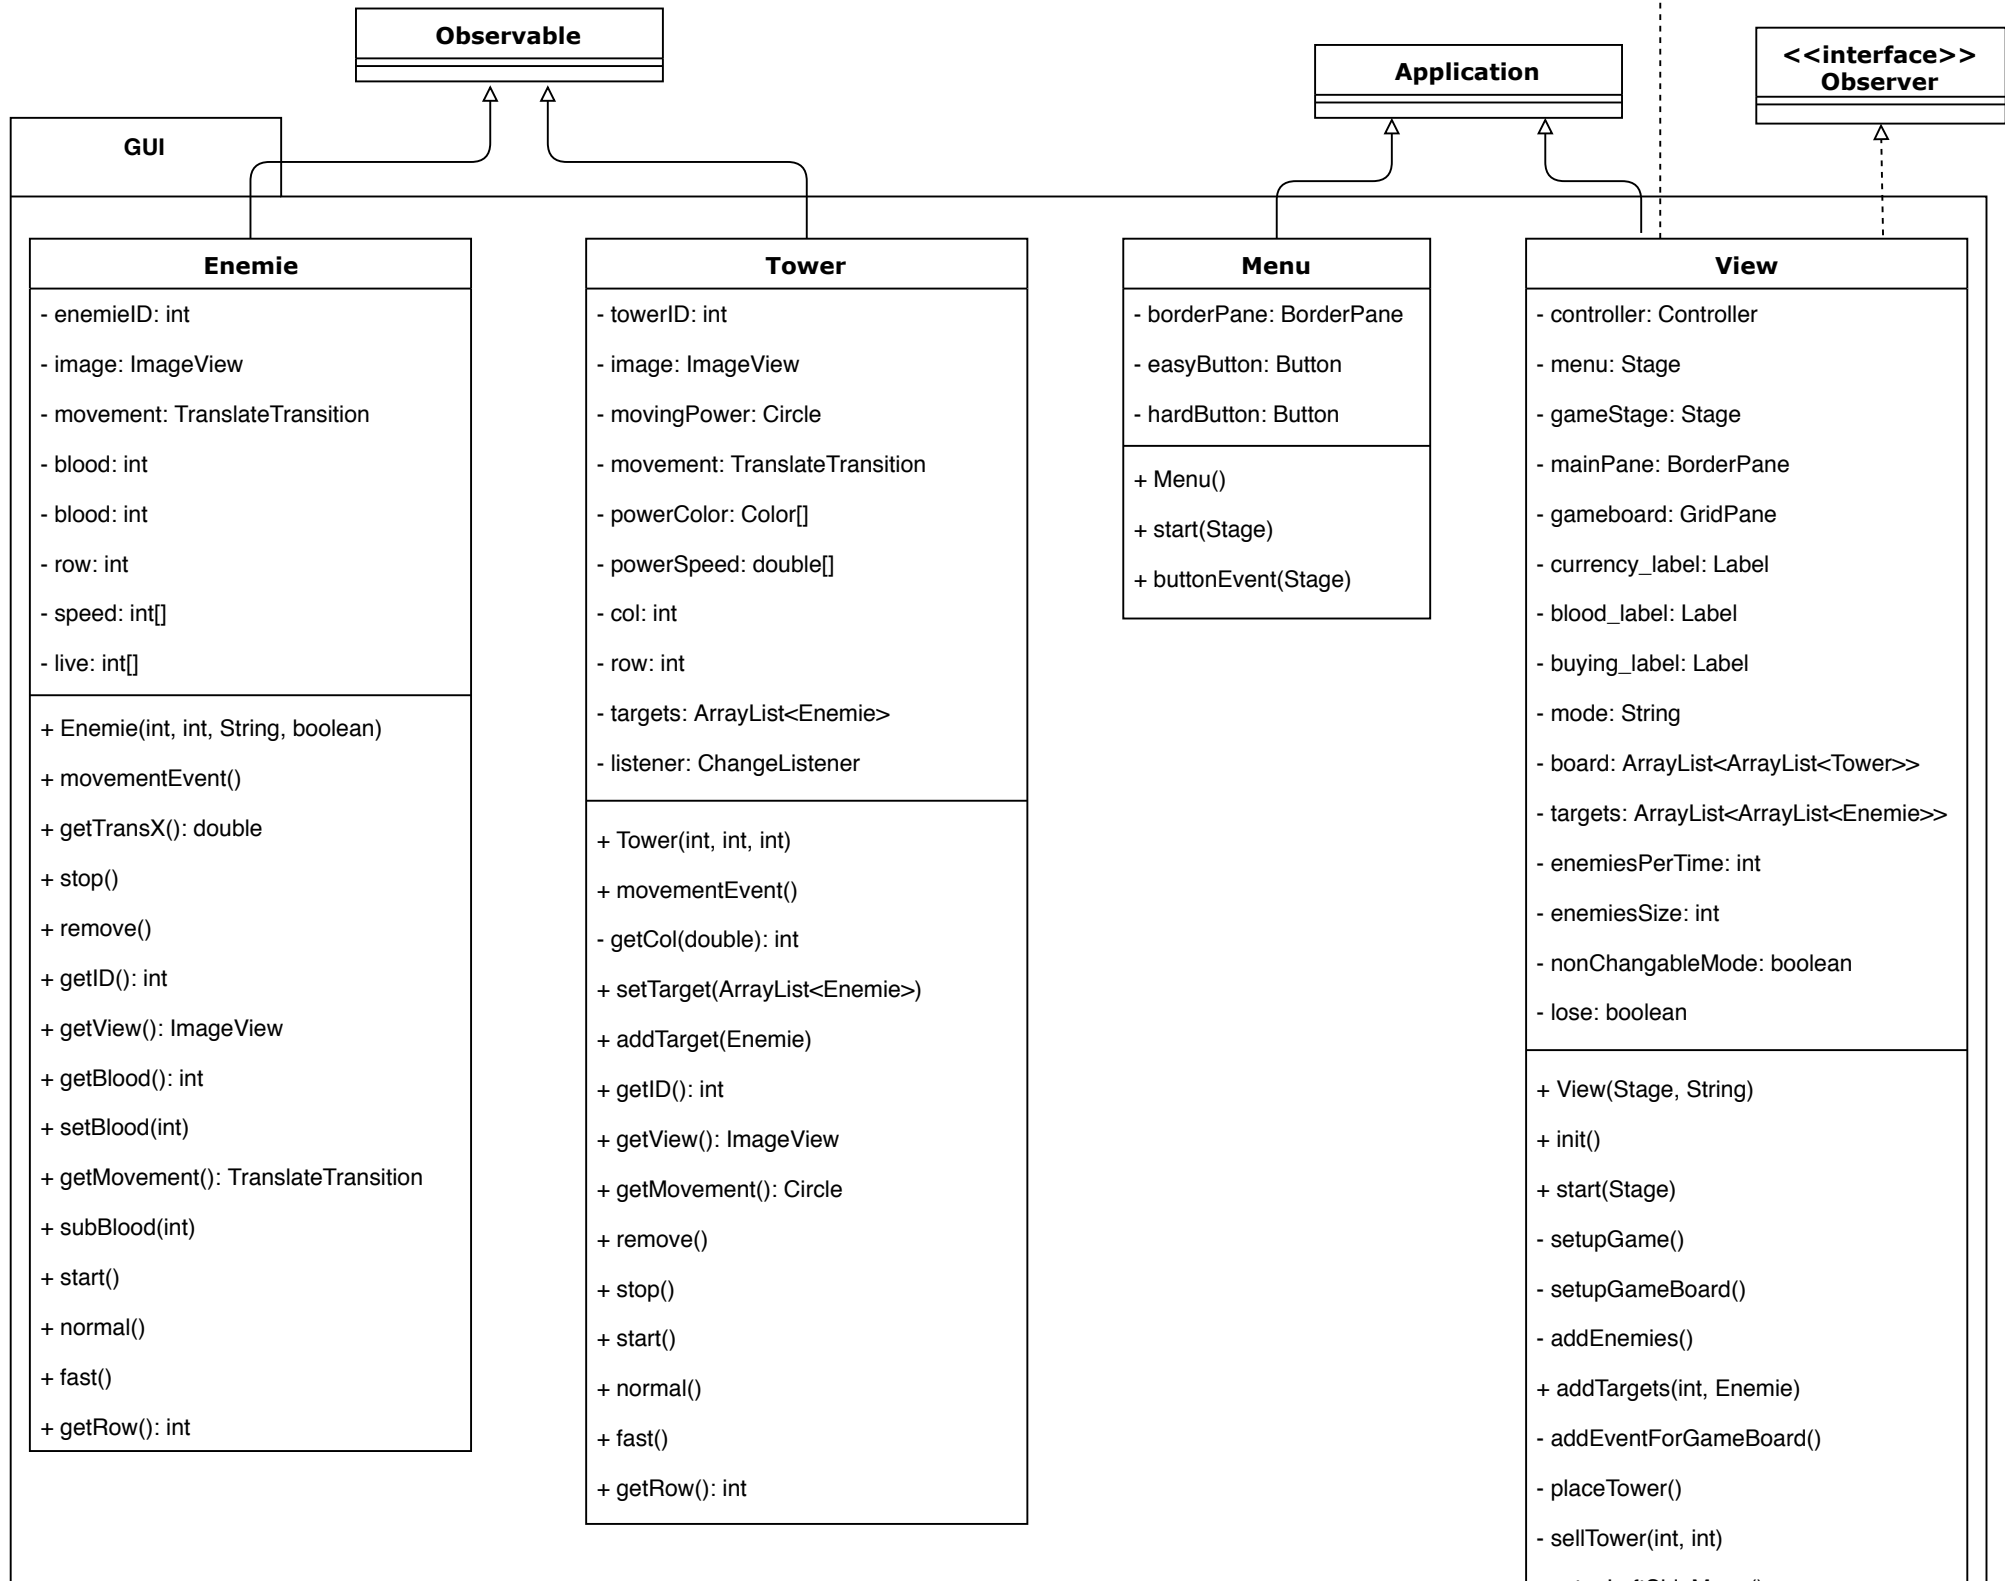 Observable
Application
<<interface>>
Observer
GUI
Enemie
- enemieID: int
- image: ImageView
- movement: TranslateTransition
- blood: int
- blood: int
- row: int
- speed: int[]
- live: int[]
+ Enemie(int, int, String, boolean)
+ movementEvent()
+ getTransX(): double
+ stop()
+ remove()
+ getID(): int
+ getView(): ImageView
+ getBlood(): int
+ setBlood(int)
+ getMovement(): TranslateTransition
+ subBlood(int)
+ start()
+ normal()
+ fast()
+ getRow(): int
Tower
- towerID: int
- image: ImageView
- movingPower: Circle
- movement: TranslateTransition
- powerColor: Color[]
- powerSpeed: double[]
- col: int
- row: int
- targets: ArrayList<Enemie>
- listener: ChangeListener
+ Tower(int, int, int)
+ movementEvent()
- getCol(double): int
+ setTarget(ArrayList<Enemie>)
+ addTarget(Enemie)
+ getID(): int
+ getView(): ImageView
+ getMovement(): Circle
+ remove()
+ stop()
+ start()
+ normal()
+ fast()
+ getRow(): int
Menu
- borderPane: BorderPane
- easyButton: Button
- hardButton: Button
+ Menu()
+ start(Stage)
+ buttonEvent(Stage)
View
- controller: Controller
- menu: Stage
- gameStage: Stage
- mainPane: BorderPane
- gameboard: GridPane
- currency_label: Label
- blood_label: Label
- buying_label: Label
- mode: String
- board: ArrayList<ArrayList<Tower>>
- targets: ArrayList<ArrayList<Enemie>>
- enemiesPerTime: int
- enemiesSize: int
- nonChangableMode: boolean
- lose: boolean
+ View(Stage, String)
+ init()
+ start(Stage)
- setupGame()
- setupGameBoard()
- addEnemies()
+ addTargets(int, Enemie)
- addEventForGameBoard()
- placeTower()
- sellTower(int, int)